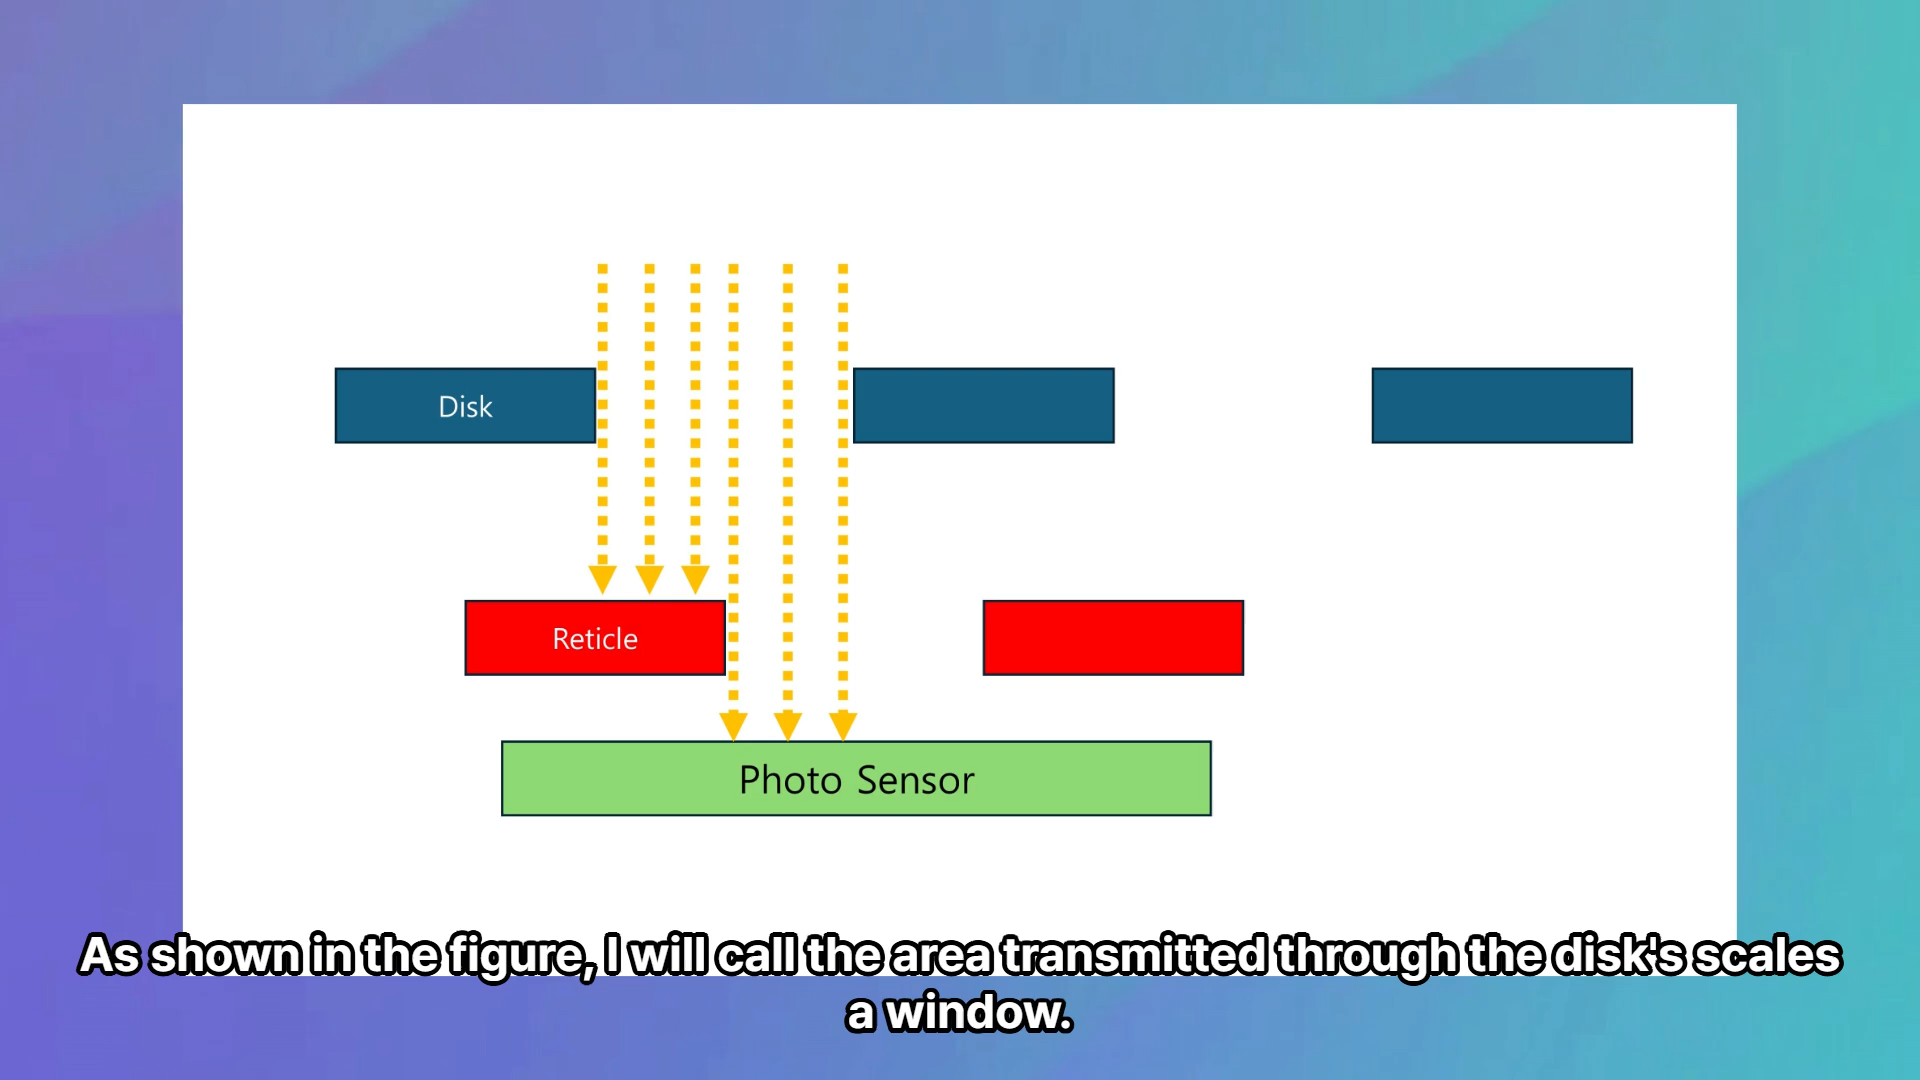 Disk
Reticle
Photo Sensor
As shown in the figure, I will call the area transmitted through the disk's scales
a window.